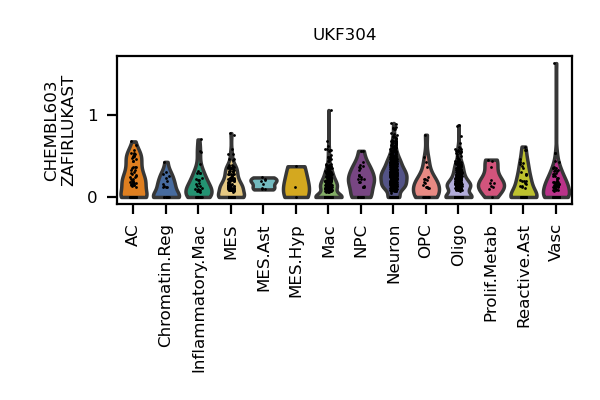 UKF304
CHEMBL603
ZAFIRLUKAST
1
0
AC
Chromatin.Reg
Inflammatory.Mac
MES
MES.Ast
MES.Hyp
Mac
NPC
Neuron
OPC
Oligo
Prolif.Metab
Reactive.Ast
Vasc